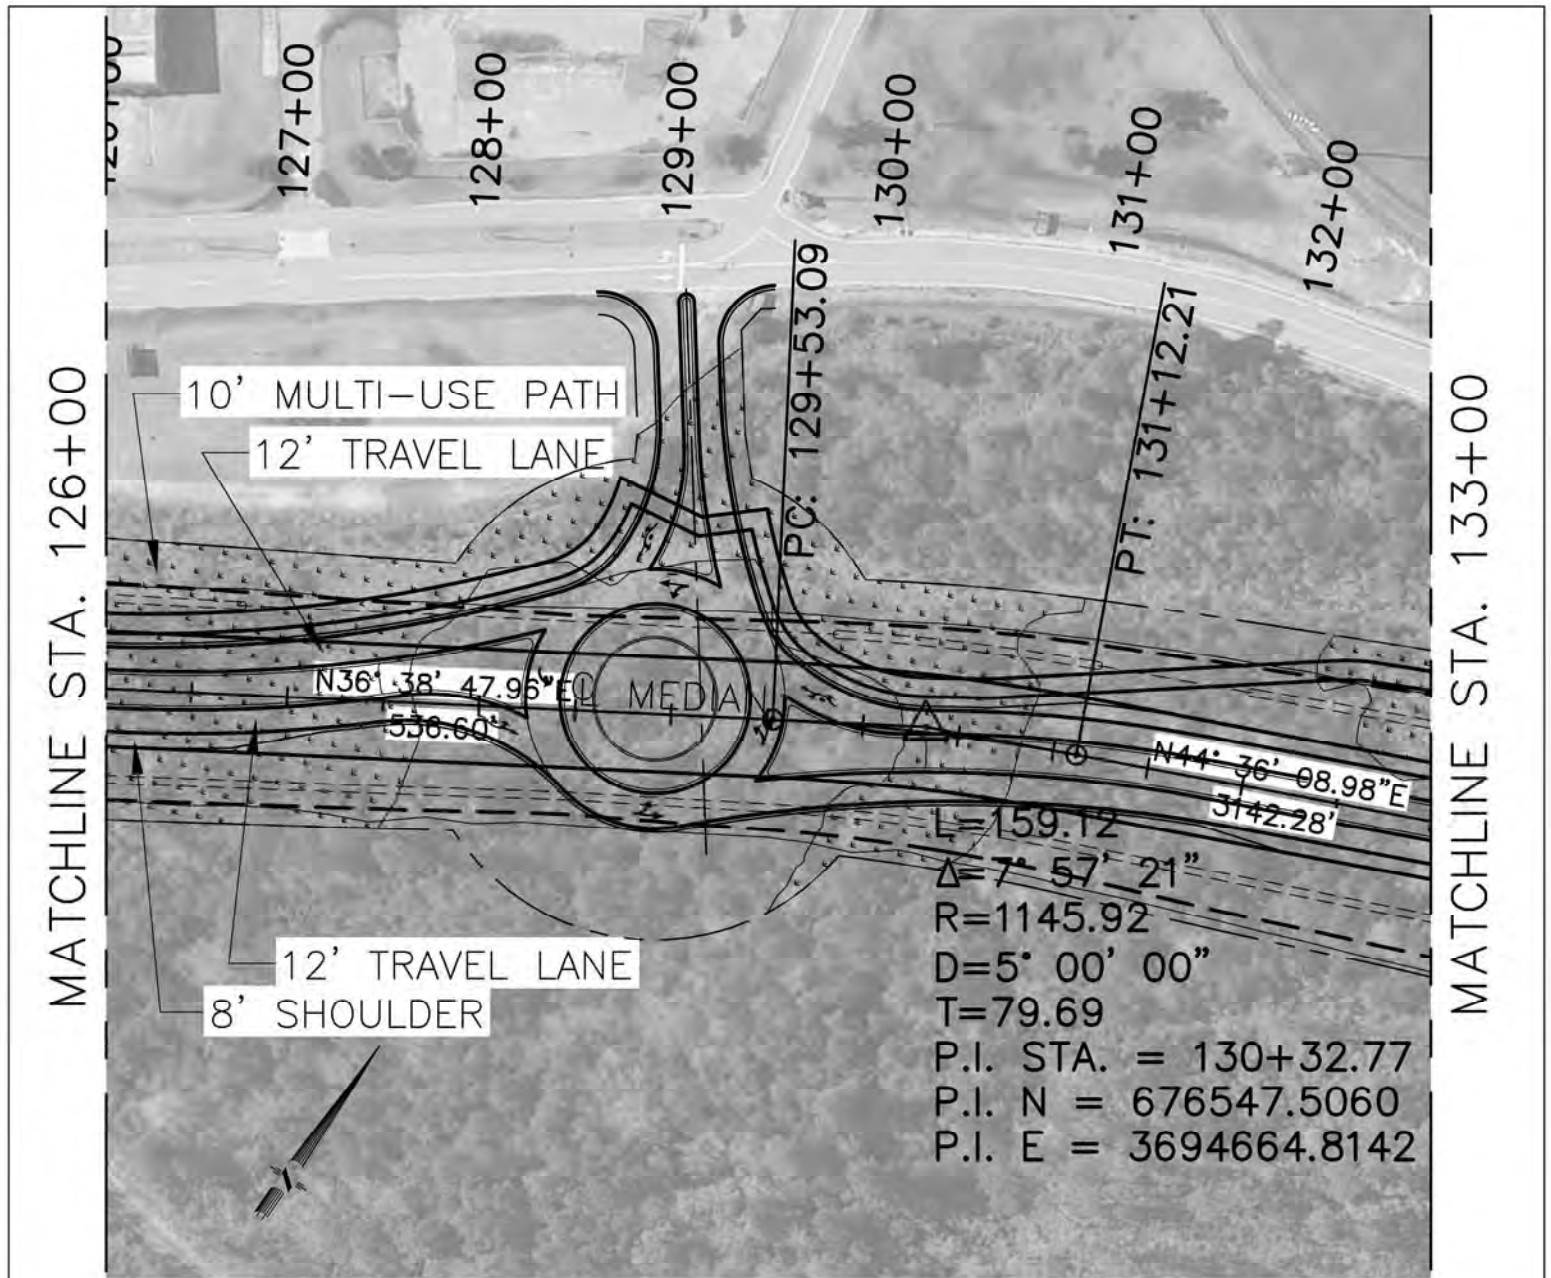 127+00
128+00
129+00
130+00
131+00
132+00
MATCHLINE STA. 126+00
10' MULTI-USE PATH
12' TRAVEL LANE
PC: 129+53.09
PT: 131+12.21
MATCHLINE STA. 133+00
N36° 38' 47.96"E
538.60'
℄ MEDIAN
N44° 36' 08.98"E
3142.28'
12' TRAVEL LANE
8' SHOULDER
L=159.12
Δ=7° 57' 21"
R=1145.92
D=5° 00' 00"
T=79.69
P.I. STA. = 130+32.77
P.I. N = 676547.5060
P.I. E = 3694664.8142
N